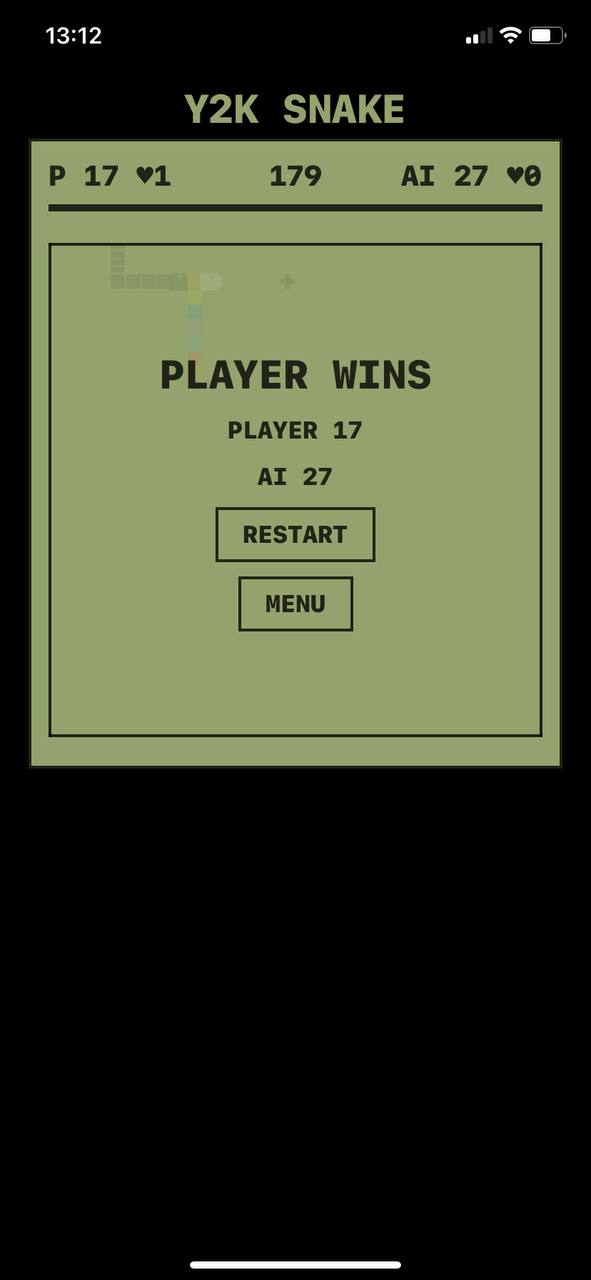 13:12
Y2K SNAKE
P 17 ♥1 179 AI 27 ♥0
PLAYER WINS
PLAYER 17
AI 27
RESTART
MENU